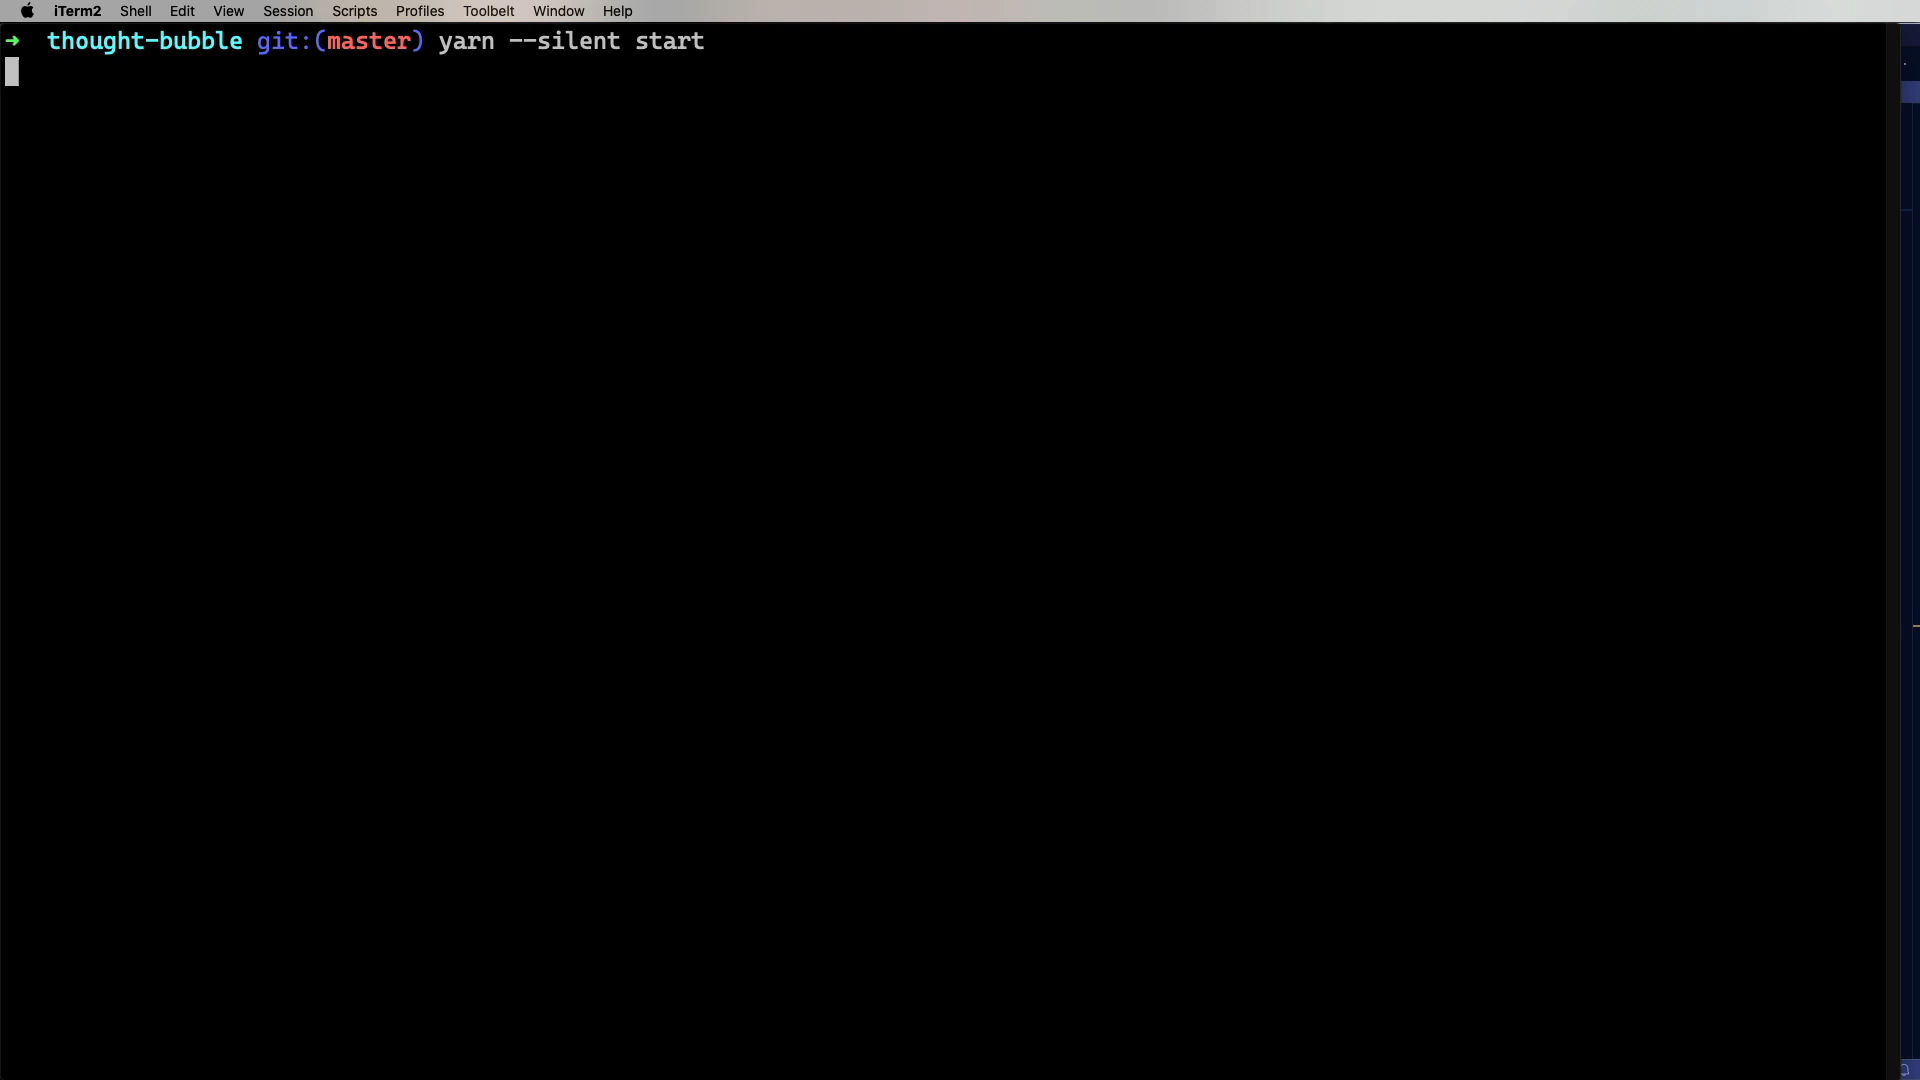 iTerm2 Shell Edit View Session Scripts Profiles Toolbelt Window Help
➜ thought-bubble git:(master) yarn --silent start